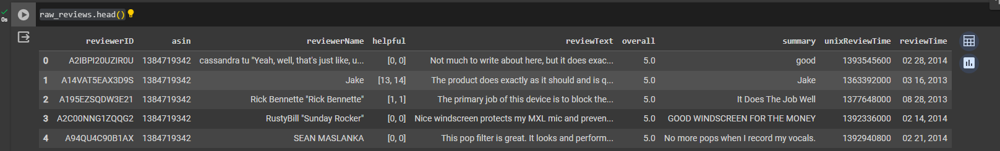 raw_reviews.head()
0s
reviewerID asin reviewerName helpful reviewText overall summary unixReviewTime reviewTime
0 A2IBPI20UZIR0U 1384719342 cassandra tu "Yeah, well, that's just like, u... [0, 0] Not much to write about here, but it does exac... 5.0 good 1393545600 02 28, 2014
1 A14VAT5EAX3D9S 1384719342 Jake [13, 14] The product does exactly as it should and is q... 5.0 Jake 1363392000 03 16, 2013
2 A195EZSQDW3E21 1384719342 Rick Bennette "Rick Bennette" [1, 1] The primary job of this device is to block the... 5.0 It Does The Job Well 1377648000 08 28, 2013
3 A2C00NNG1ZQQG2 1384719342 RustyBill "Sunday Rocker" [0, 0] Nice windscreen protects my MXL mic and preven... 5.0 GOOD WINDSCREEN FOR THE MONEY 1392336000 02 14, 2014
4 A94QU4C90B1AX 1384719342 SEAN MASLANKA [0, 0] This pop filter is great. It looks and perform... 5.0 No more pops when I record my vocals. 1392940800 02 21, 2014